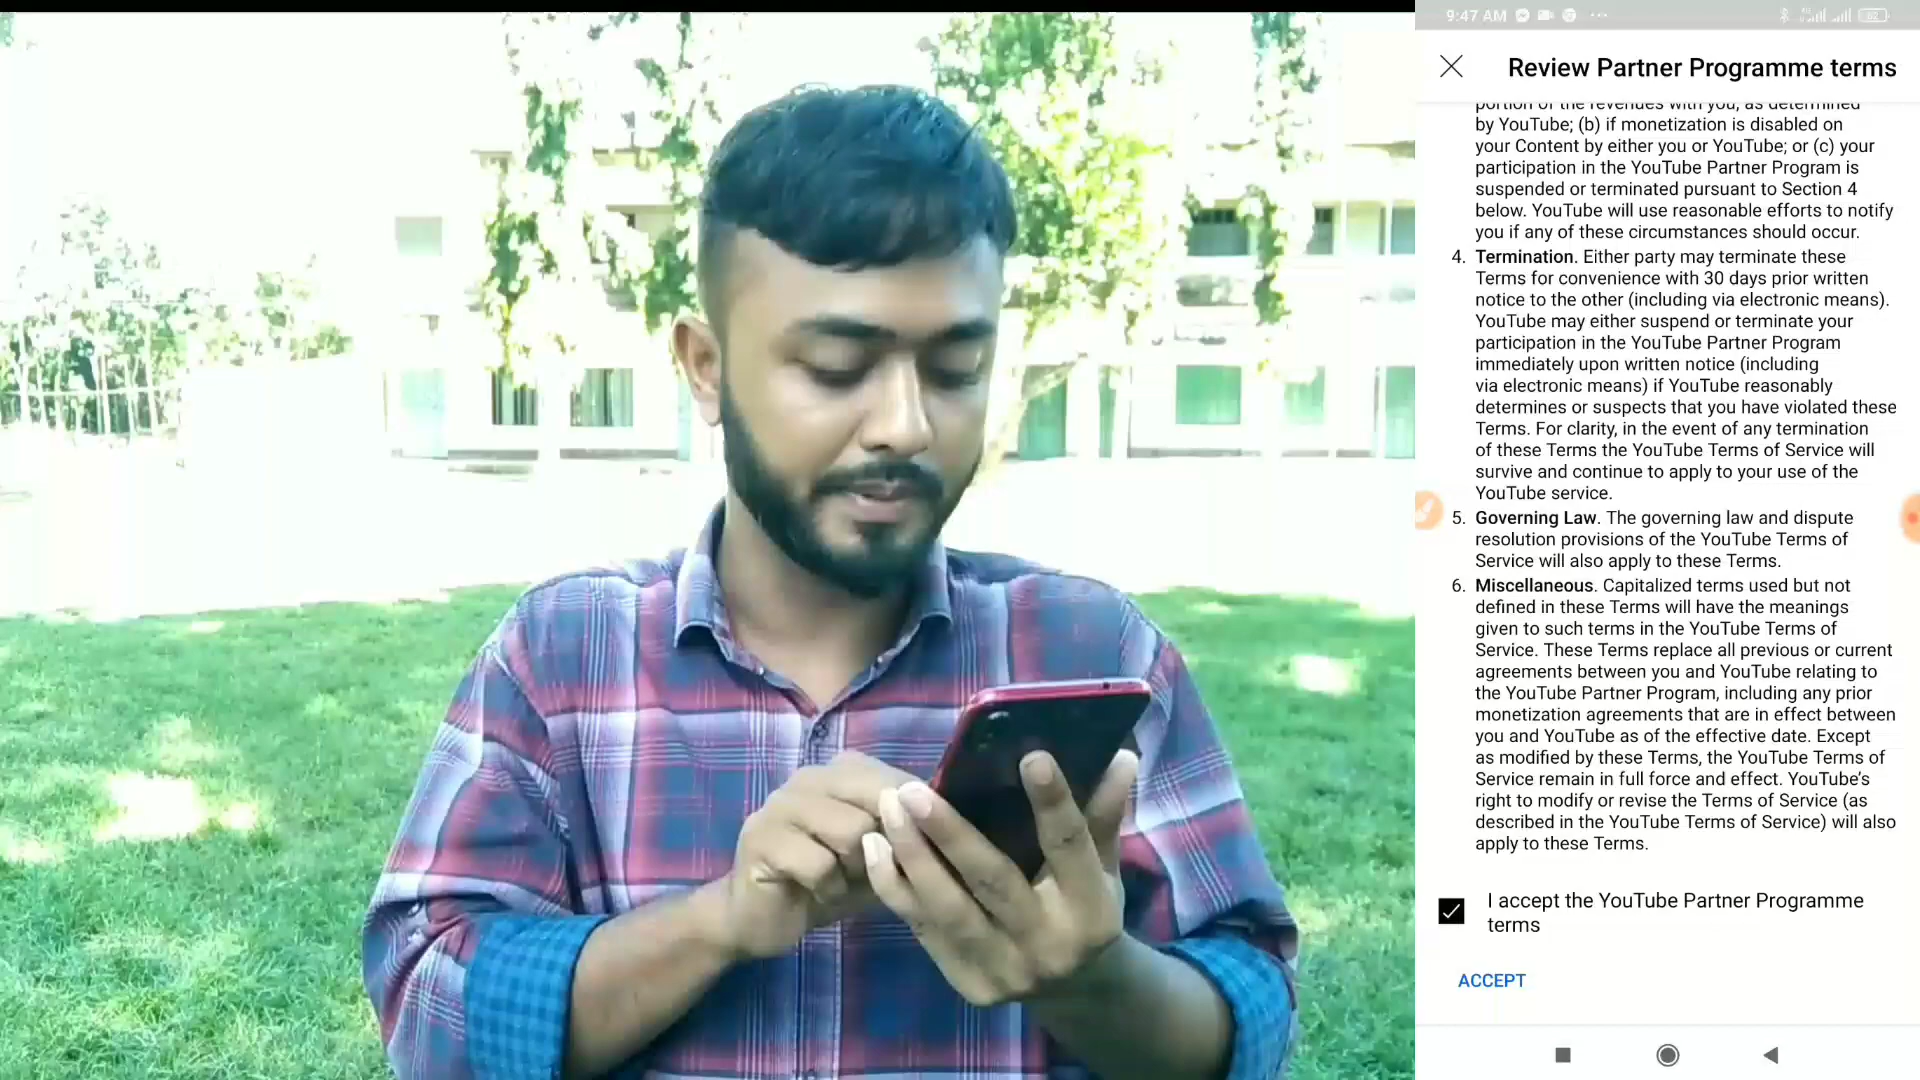 9:47 AM
Review Partner Programme terms
portion of the revenues with you, as determined
by YouTube; (b) if monetization is disabled on
your Content by either you or YouTube; or (c) your
participation in the YouTube Partner Program is
suspended or terminated pursuant to Section 4
below. YouTube will use reasonable efforts to notify
you if any of these circumstances should occur.
4. Termination. Either party may terminate these
Terms for convenience with 30 days prior written
notice to the other (including via electronic means).
YouTube may either suspend or terminate your
participation in the YouTube Partner Program
immediately upon written notice (including
via electronic means) if YouTube reasonably
determines or suspects that you have violated these
Terms. For clarity, in the event of any termination
of these Terms the YouTube Terms of Service will
survive and continue to apply to your use of the
YouTube service.
5. Governing Law. The governing law and dispute
resolution provisions of the YouTube Terms of
Service will also apply to these Terms.
6. Miscellaneous. Capitalized terms used but not
defined in these Terms will have the meanings
given to such terms in the YouTube Terms of
Service. These Terms replace all previous or current
agreements between you and YouTube relating to
the YouTube Partner Program, including any prior
monetization agreements that are in effect between
you and YouTube as of the effective date. Except
as modified by these Terms, the YouTube Terms of
Service remain in full force and effect. YouTube's
right to modify or revise the Terms of Service (as
described in the YouTube Terms of Service) will also
apply to these Terms.
I accept the YouTube Partner Programme
terms
ACCEPT